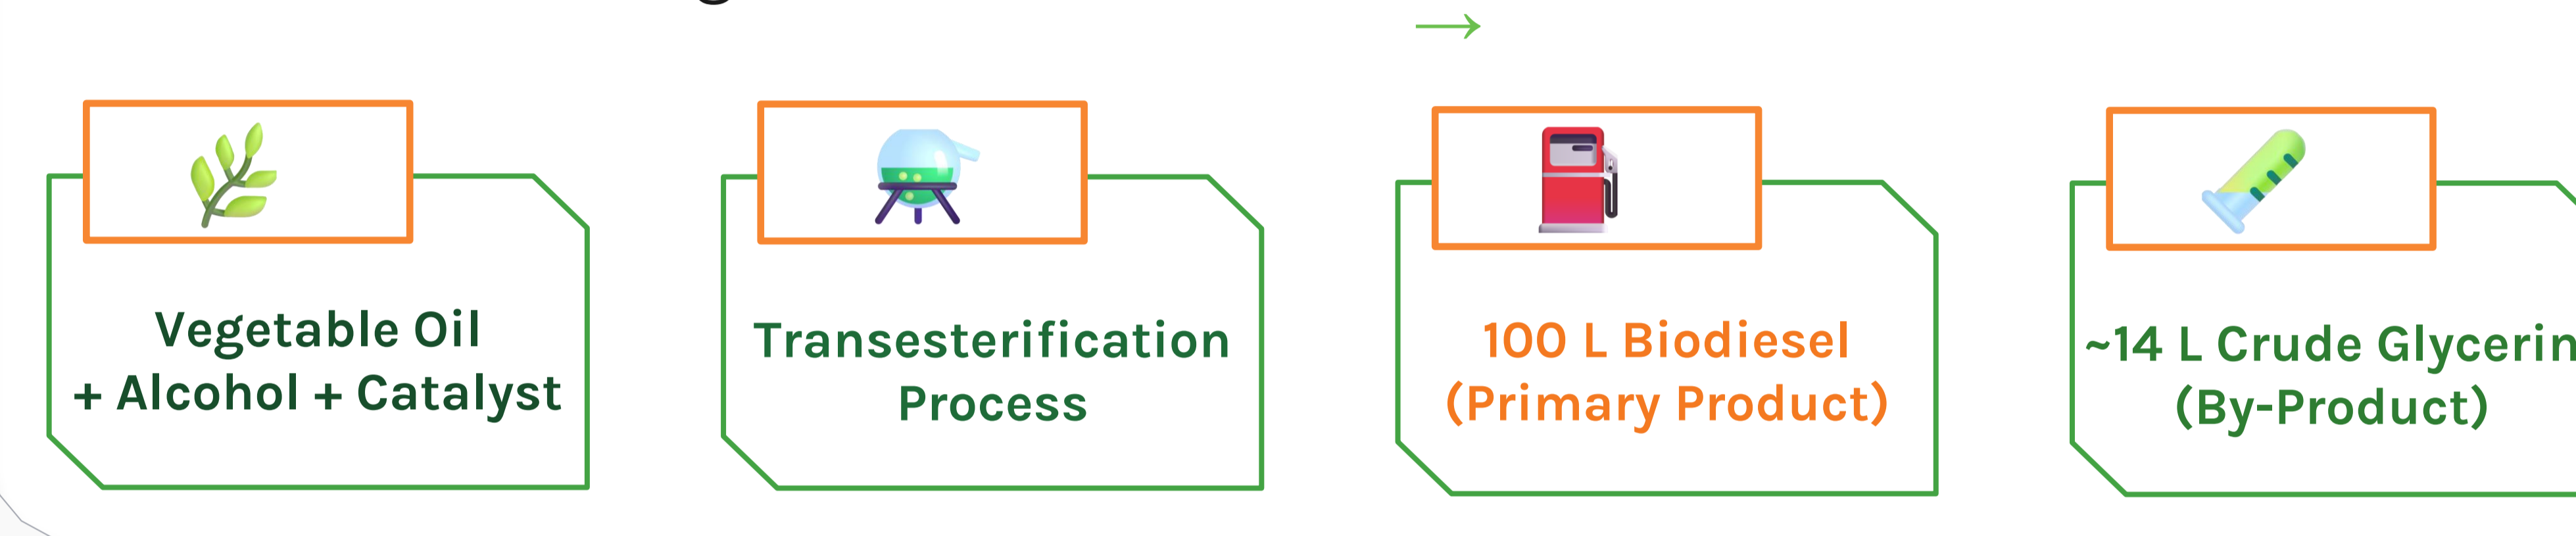 →
Vegetable Oil
+ Alcohol + Catalyst
Transesterification
Process
100 L Biodiesel
(Primary Product)
~14 L Crude Glycerin
(By-Product)